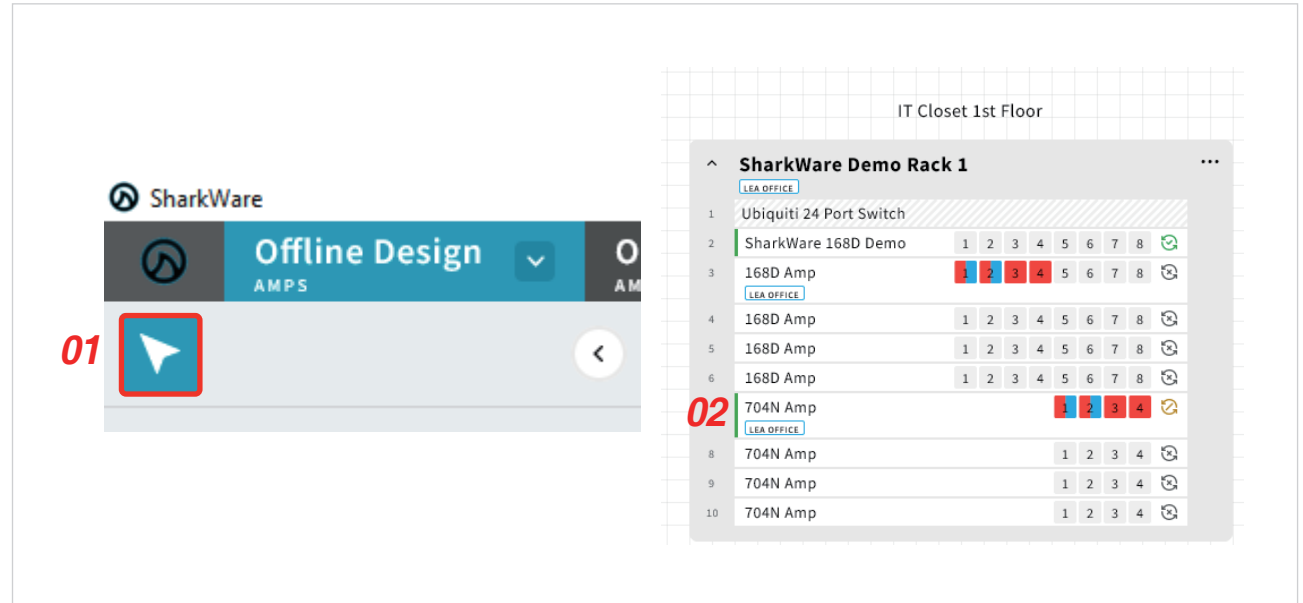 SharkWare
Offline Design
AMPS
O
AM
01
IT Closet 1st Floor
SharkWare Demo Rack 1
LEA OFFICE
1 Ubiquiti 24 Port Switch
2 SharkWare 168D Demo 1 2 3 4 5 6 7 8
3 168D Amp 1 2 3 4 5 6 7 8
LEA OFFICE
4 168D Amp 1 2 3 4 5 6 7 8
5 168D Amp 1 2 3 4 5 6 7 8
6 168D Amp 1 2 3 4 5 6 7 8
02 704N Amp 1 2 3 4
LEA OFFICE
8 704N Amp 1 2 3 4
9 704N Amp 1 2 3 4
10 704N Amp 1 2 3 4